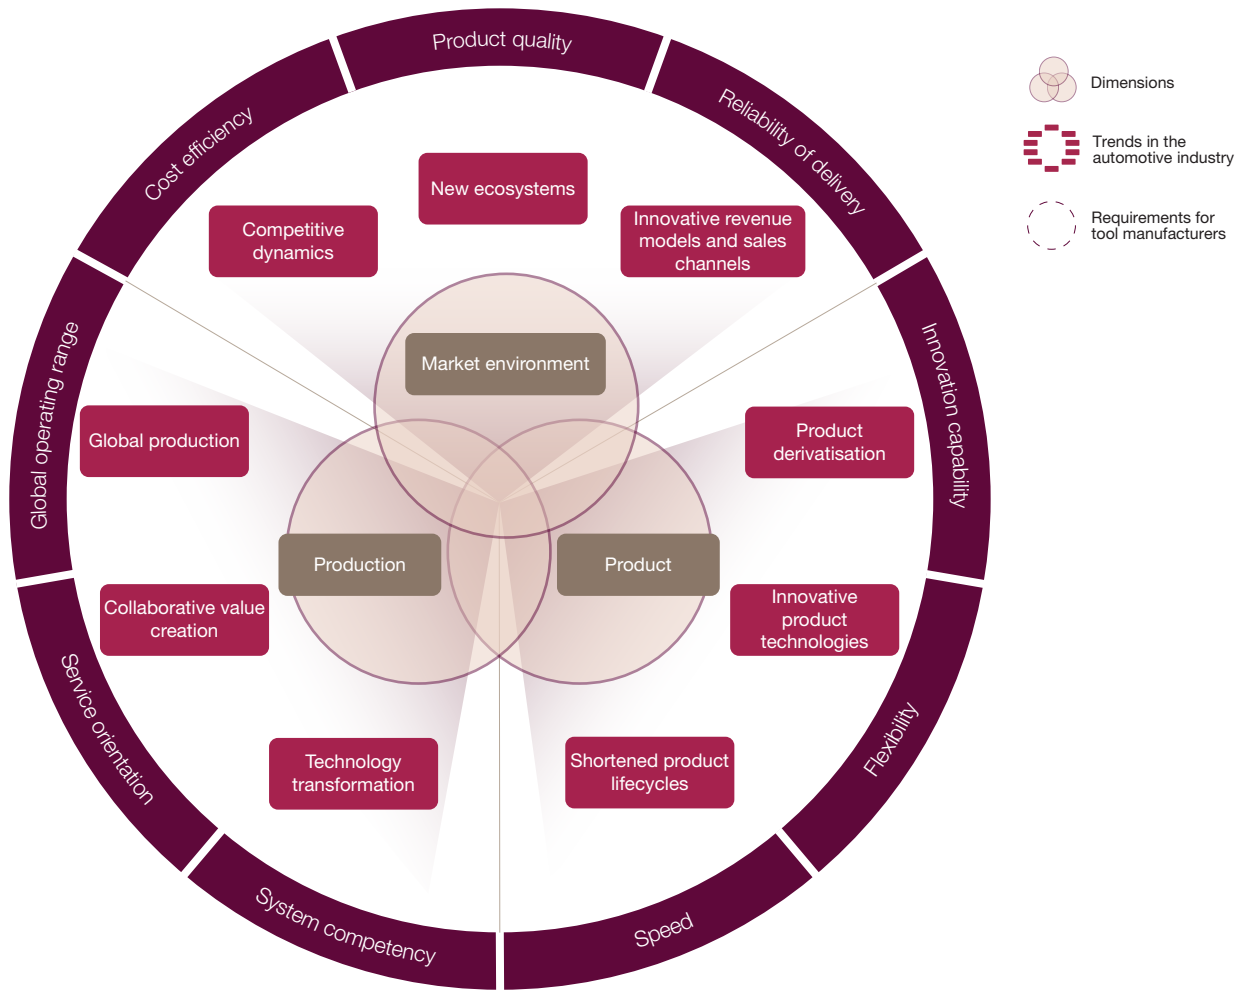 Product quality
Reliability of delivery
Innovation capability
Flexibility
Speed
System competency
Service orientation
Global operating range
Cost efficiency
New ecosystems
Competitive
dynamics
Innovative revenue
models and sales
channels
Market environment
Global production
Product
derivatisation
Production
Product
Collaborative value
creation
Innovative
product
technologies
Technology
transformation
Shortened product
lifecycles
Dimensions
Trends in the
automotive industry
Requirements for
tool manufacturers